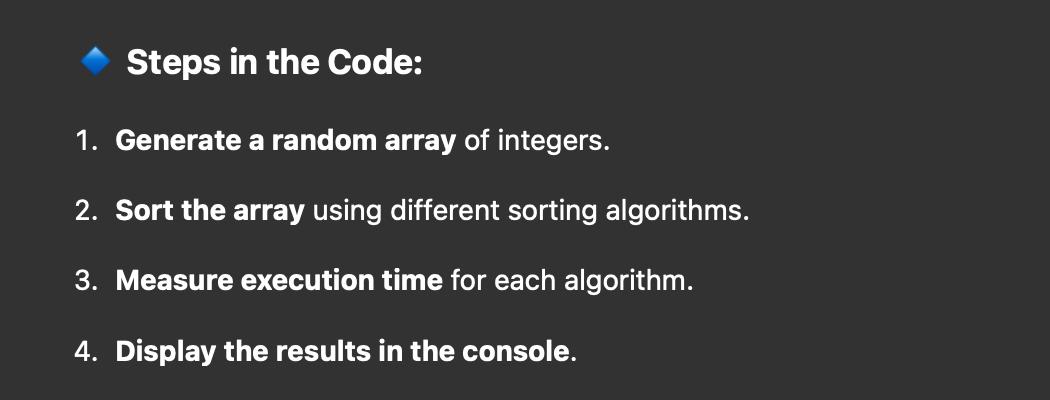 🔷 Steps in the Code:
1. Generate a random array of integers.
2. Sort the array using different sorting algorithms.
3. Measure execution time for each algorithm.
4. Display the results in the console.